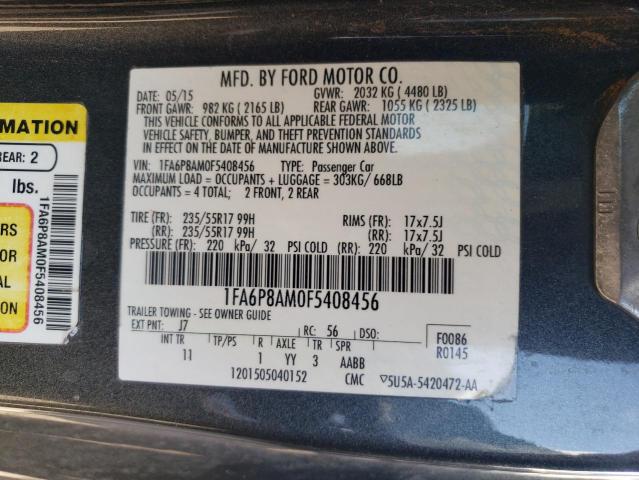 MFD. BY FORD MOTOR CO.
DATE: 05/15 GVWR: 2032 KG ( 4480 LB)
FRONT GAWR: 982 KG ( 2165 LB) REAR GAWR: 1055 KG ( 2325 LB)
THIS VEHICLE CONFORMS TO ALL APPLICABLE FEDERAL MOTOR
VEHICLE SAFETY, BUMPER, AND THEFT PREVENTION STANDARDS
IN EFFECT ON THE DATE OF MANUFACTURE SHOWN ABOVE.
VIN: 1FA6P8AM0F5408456 TYPE: Passenger Car
MAXIMUM LOAD = OCCUPANTS + LUGGAGE = 303KG/ 668LB
OCCUPANTS = 4 TOTAL; 2 FRONT, 2 REAR
TIRE (FR): 235/55R17 99H RIMS (FR): 17x7.5J
(RR): 235/55R17 99H (RR): 17x7.5J
PRESSURE (FR): 220 kPa/ 32 PSI COLD (RR): 220 kPa/ 32 PSI COLD
1FA6P8AM0F5408456
TRAILER TOWING - SEE OWNER GUIDE
EXT PNT: J7 RC: 56 DSO: F0086
INT TR TP/PS R AXLE TR SPR R0145
11 1 YY 3 AABB
1201505040152 CMC 5U5A-5420472-AA
RMATION
REAR: 2
lbs.
1FA6P8AM0F5408456